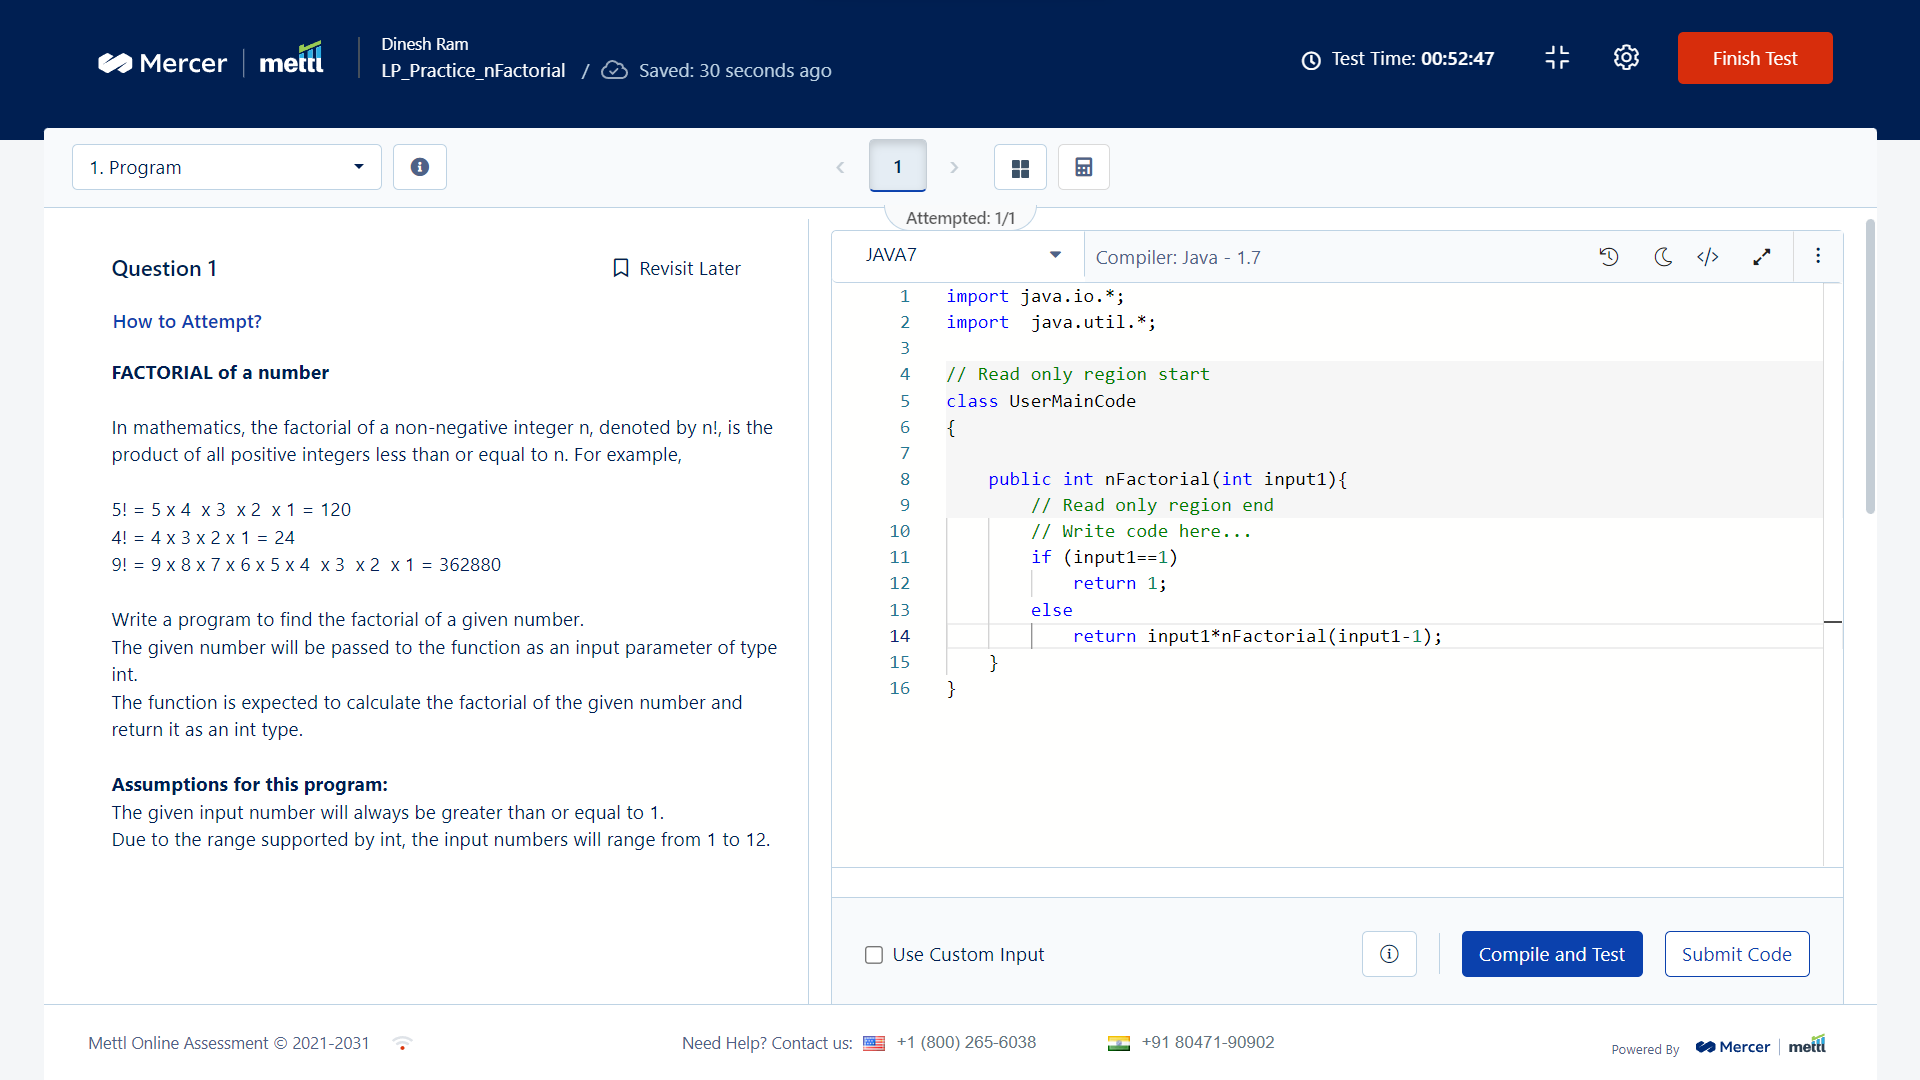 Mercer | mettl
Dinesh Ram
LP_Practice_nFactorial / Saved: 30 seconds ago
Test Time: 00:52:47
Finish Test
1. Program
1
Attempted: 1/1
Question 1
Revisit Later
How to Attempt?
FACTORIAL of a number
In mathematics, the factorial of a non-negative integer n, denoted by n!, is the
product of all positive integers less than or equal to n. For example,
5! = 5 x 4  x 3  x 2  x 1 = 120
4! = 4 x 3 x 2 x 1 = 24
9! = 9 x 8 x 7 x 6 x 5 x 4  x 3  x 2  x 1 = 362880
Write a program to find the factorial of a given number.
The given number will be passed to the function as an input parameter of type
int.
The function is expected to calculate the factorial of the given number and
return it as an int type.
Assumptions for this program:
The given input number will always be greater than or equal to 1.
Due to the range supported by int, the input numbers will range from 1 to 12.
JAVA7
Compiler: Java - 1.7
1 import java.io.*;
2 import  java.util.*;
3
4 // Read only region start
5 class UserMainCode
6 {
7
8     public int nFactorial(int input1){
9         // Read only region end
10         // Write code here...
11         if (input1==1)
12             return 1;
13         else
14             return input1*nFactorial(input1-1);
15     }
16 }
Use Custom Input
Compile and Test
Submit Code
Mettl Online Assessment © 2021-2031
Need Help? Contact us: +1 (800) 265-6038
+91 80471-90902
Powered By Mercer | mettl